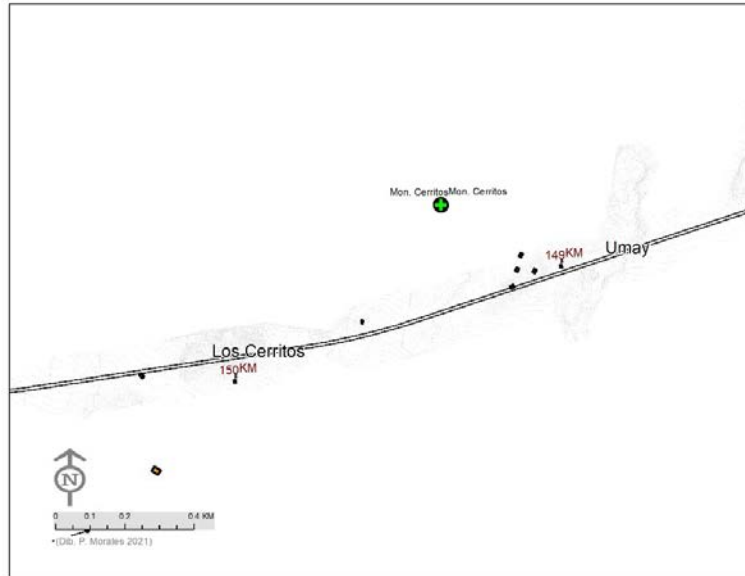 Mon. CerritosMon. Cerritos
Umay
149KM
Los Cerritos
150KM
N
0 0.1 0.2 0.4 KM
•(Dib. P. Morales 2021)